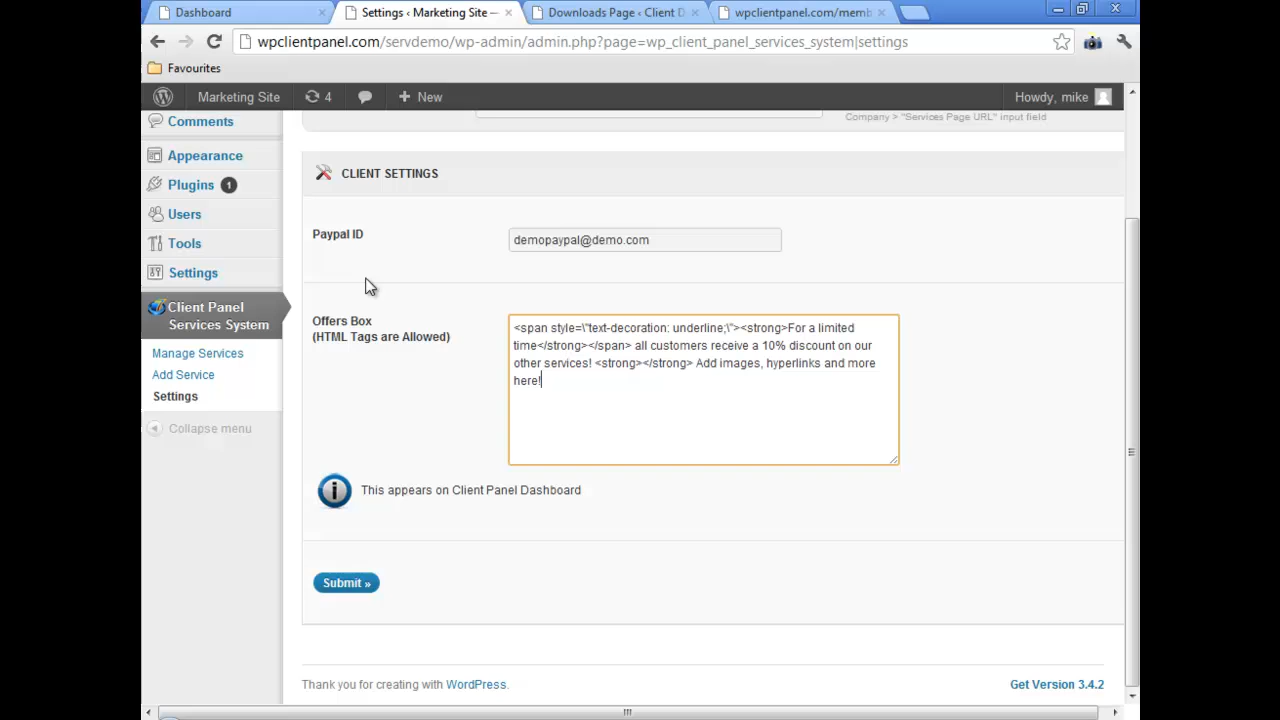 Dashboard
Settings ‹ Marketing Site —
Downloads Page ‹ Client D
wpclientpanel.com/memb
wpclientpanel.com/servdemo/wp-admin/admin.php?page=wp_client_panel_services_system|settings
Favourites
Marketing Site
4
New
Howdy, mike
Comments
Company > "Services Page URL" input field
Appearance
Plugins 1
Users
Tools
Settings
Client Panel
Services System
Manage Services
Add Service
Settings
Collapse menu
CLIENT SETTINGS
Paypal ID
demopaypal@demo.com
Offers Box
(HTML Tags are Allowed)
<span style=\"text-decoration: underline;\"><strong>For a limited
time</strong></span> all customers receive a 10% discount on our
other services! <strong></strong> Add images, hyperlinks and more
here!
This appears on Client Panel Dashboard
Submit »
Thank you for creating with WordPress.
Get Version 3.4.2